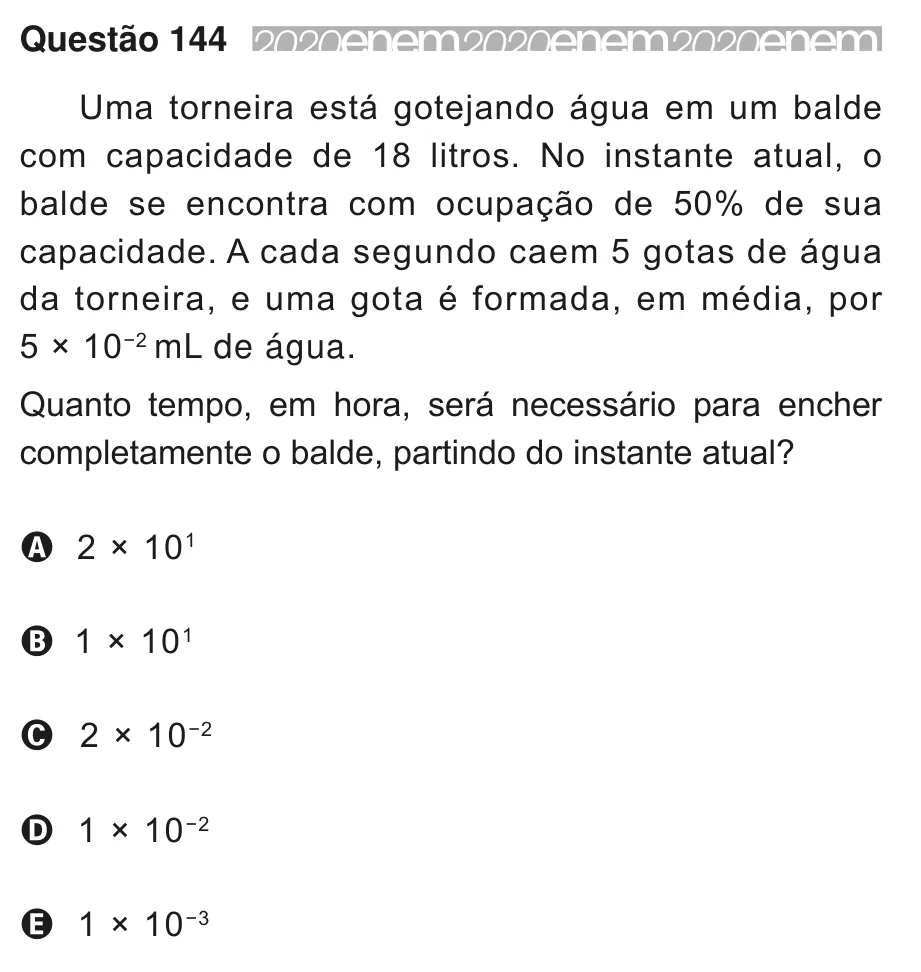 Questão 144 2020enem2020enem2020enem
Uma torneira está gotejando água em um balde
com capacidade de 18 litros. No instante atual, o
balde se encontra com ocupação de 50% de sua
capacidade. A cada segundo caem 5 gotas de água
da torneira, e uma gota é formada, em média, por
5 × 10⁻² mL de água.
Quanto tempo, em hora, será necessário para encher
completamente o balde, partindo do instante atual?
A 2 × 10¹
B 1 × 10¹
C 2 × 10⁻²
D 1 × 10⁻²
E 1 × 10⁻³